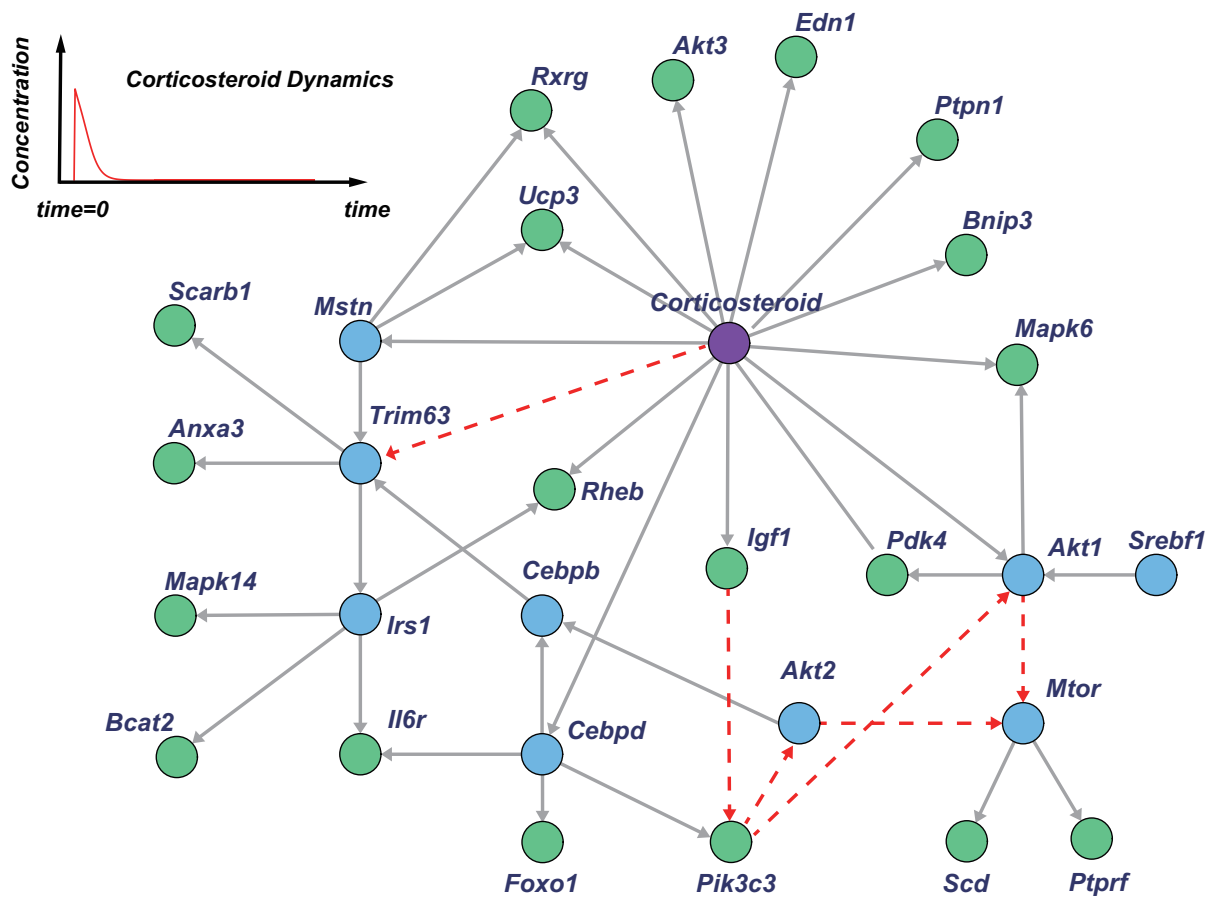 Edn1
Akt3
Rxrg
Corticosteroid Dynamics
Concentration
Ptpn1
Ucp3
time=0
time
Bnip3
Scarb1
Mstn
Corticosteroid
Mapk6
Trim63
Anxa3
Rheb
Igf1
Pdk4
Akt1
Srebf1
Cebpb
Mapk14
Irs1
Akt2
Mtor
Bcat2
Il6r
Cebpd
Foxo1
Pik3c3
Scd
Ptprf